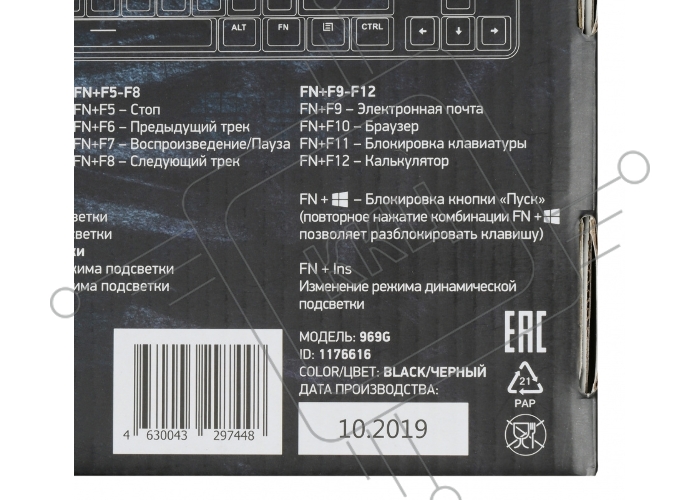 ALT FN CTRL
FN+F5-F8
FN+F5 – Стоп
FN+F6 – Предыдущий трек
FN+F7 – Воспроизведение/Пауза
FN+F8 – Следующий трек
FN+F9-F12
FN+F9 – Электронная почта
FN+F10 – Браузер
FN+F11 – Блокировка клавиатуры
FN+F12 – Калькулятор
FN + – Блокировка кнопки «Пуск»
(повторное нажатие комбинации FN +
позволяет разблокировать клавишу)
FN + Ins
Изменение режима динамической
подсветки
МОДЕЛЬ: 969G
ID: 1176616
COLOR/ЦВЕТ: BLACK/ЧЕРНЫЙ
ДАТА ПРОИЗВОДСТВА:
10.2019
4 630043 297448
EAC
21
PAP